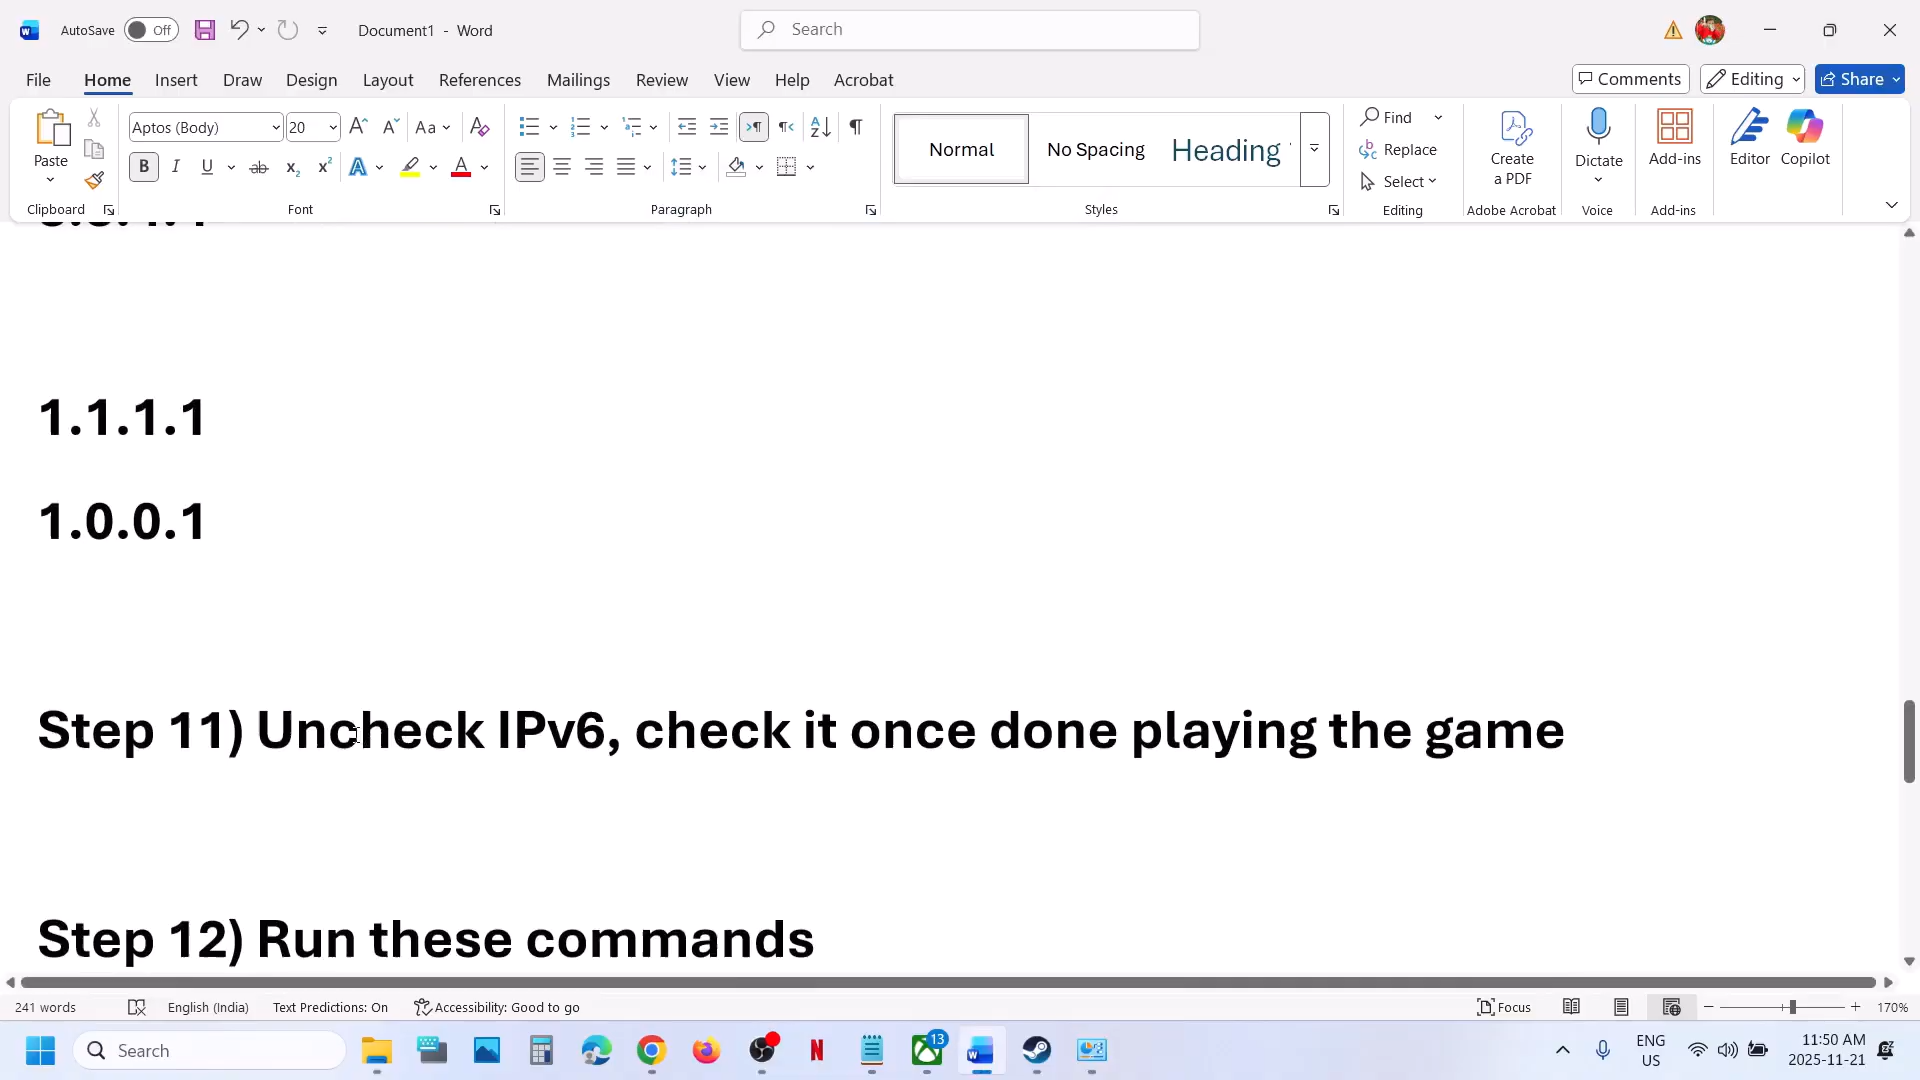 AutoSave Off Document1 - Word Search
File Home Insert Draw Design Layout References Mailings Review View Help Acrobat Comments Editing Share
Paste Aptos (Body) 20 Aa Normal No Spacing Heading Find Replace Select Create a PDF Dictate Add-ins Editor Copilot
Clipboard Font Paragraph Styles Editing Adobe Acrobat Voice Add-ins
1.1.1.1
1.0.0.1
Step 11) Uncheck IPv6, check it once done playing the game
Step 12) Run these commands
241 words English (India) Text Predictions: On Accessibility: Good to go Focus 170%
Search 13 ENG US 11:50 AM 2025-11-21